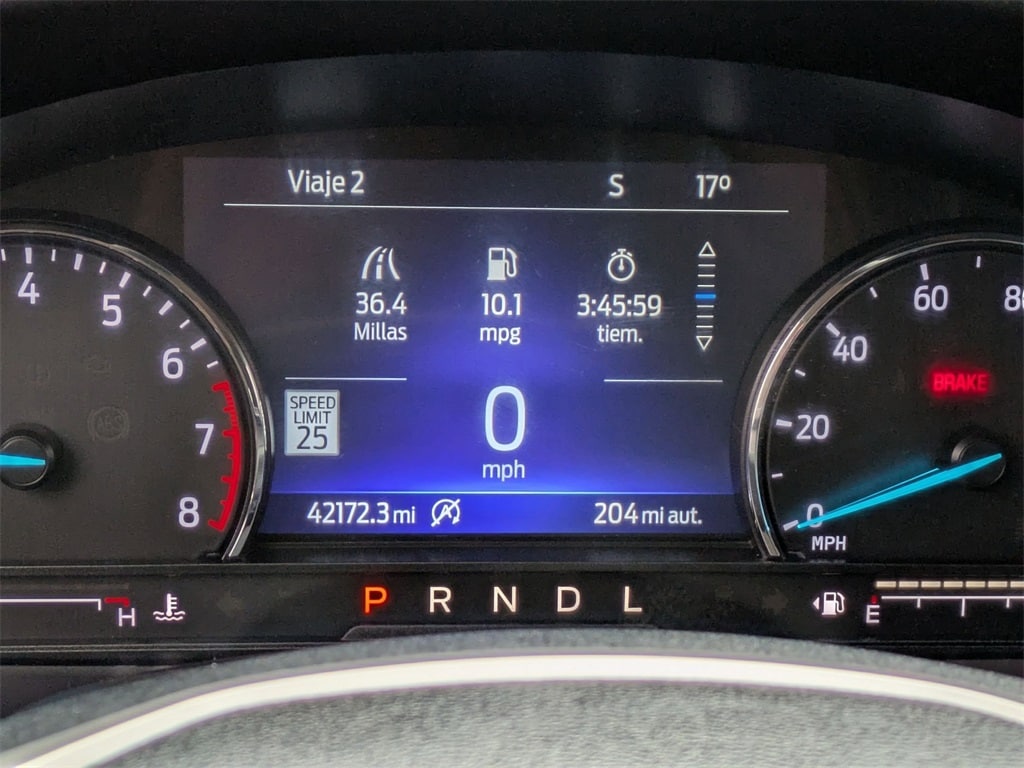 Viaje 2 S 17º
36.4 10.1 3:45:59
Millas mpg tiem.
4
5
6
7
8
SPEED
LIMIT
25
0
mph
80
60
40
20
0
MPH
BRAKE
42172.3 mi A 204 mi aut.
H P R N D L E